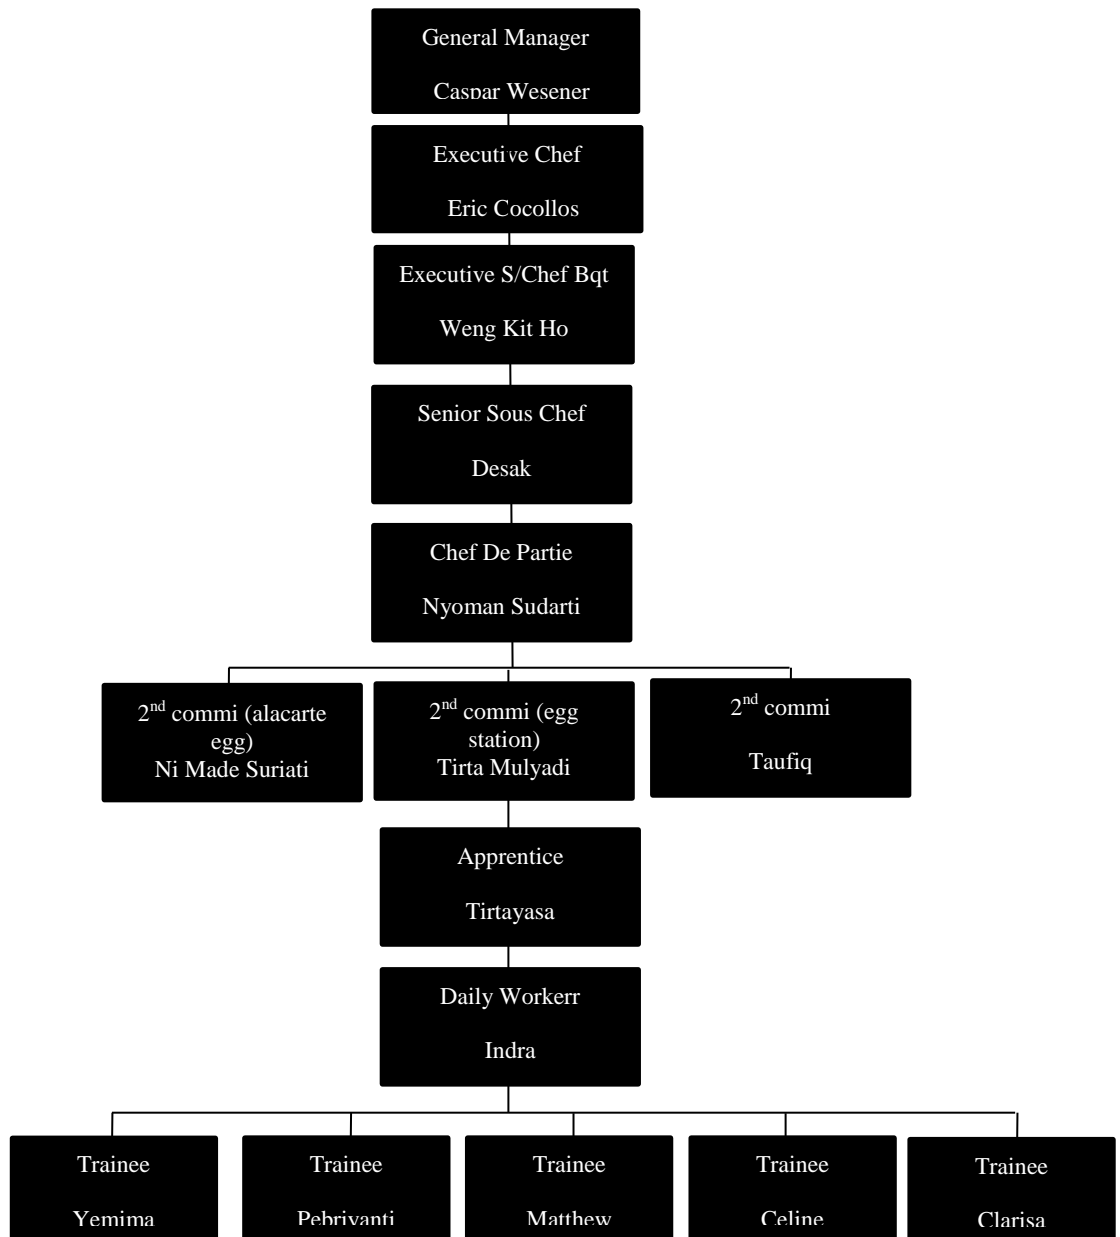 General Manager
Caspar Wesener
Executive Chef
Eric Cocollos
Executive S/Chef Bqt
Weng Kit Ho
Senior Sous Chef
Desak
Chef De Partie
Nyoman Sudarti
2nd commi (alacarte
egg)
Ni Made Suriati
2nd commi (egg
station)
Tirta Mulyadi
2nd commi
Taufiq
Apprentice
Tirtayasa
Daily Workerr
Indra
Trainee
Yemima
Trainee
Pebriyanti
Trainee
Matthew
Trainee
Celine
Trainee
Clarisa